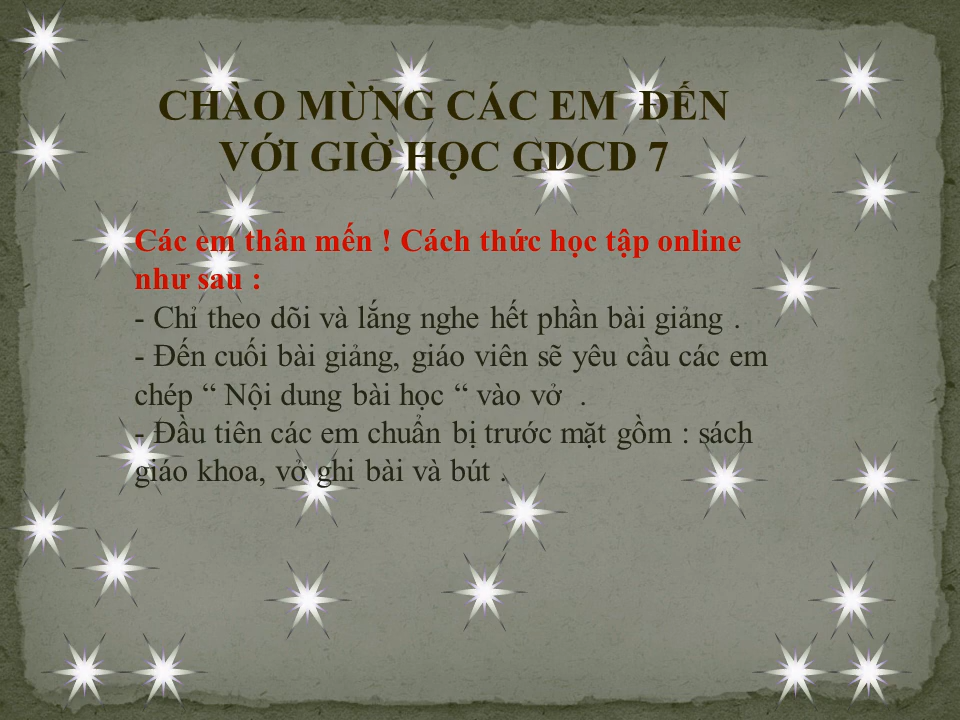 CHÀO MỪNG CÁC EM ĐẾN
VỚI GIỜ HỌC GDCD 7
Các em thân mến ! Cách thức học tập online
như sau :
- Chỉ theo dõi và lắng nghe hết phần bài giảng .
- Đến cuối bài giảng, giáo viên sẽ yêu cầu các em
chép “ Nội dung bài học “ vào vở .
- Đầu tiên các em chuẩn bị trước mặt gồm : sách
giáo khoa, vở ghi bài và bút .